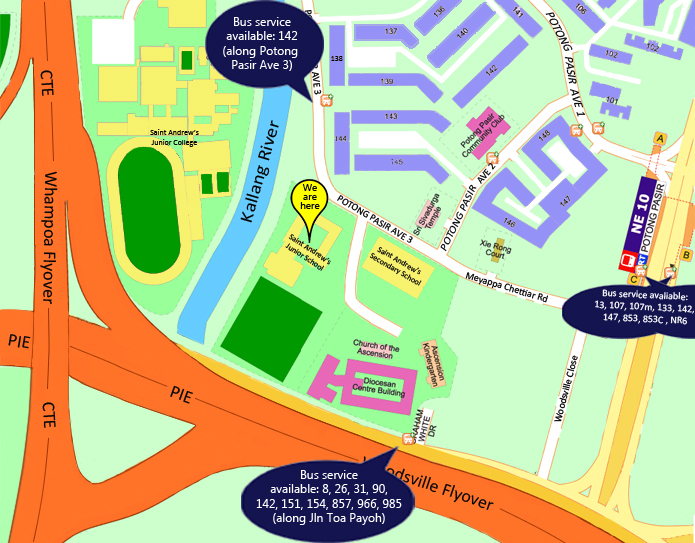 CTE
Whampoa Flyover
CTE
PIE
PIE
Saint Andrew's
Junior College
Kallang River
Bus service
available: 142
(along Potong
Pasir Ave 3)
AVE 3
138
137
136
139
140
141
142
143
144
145
POTONG PASIR AVE 1
106
102
101
Potong Pasir
Community Club
148
147
146
A
B
C
NE 10
POTONG PASIR
We
are
here
Saint Andrew's
Junior School
POTONG PASIR AVE 3
Saint Andrew's
Secondary School
Sri Sivadurga
Temple
POTONG PASIR AVE 2
Xie Rong
Court
Meyappa Chettiar Rd
Bus service available:
13, 107, 107m, 133, 142,
147, 853, 853C , NR6
Woodsville Close
Church of the
Ascension
Ascension
Kindergarten
Diocesan
Centre Building
WHITE
DR
odsville Flyover
Bus service
available: 8, 26, 31, 90,
142, 151, 154, 857, 966, 985
(along Jln Toa Payoh)